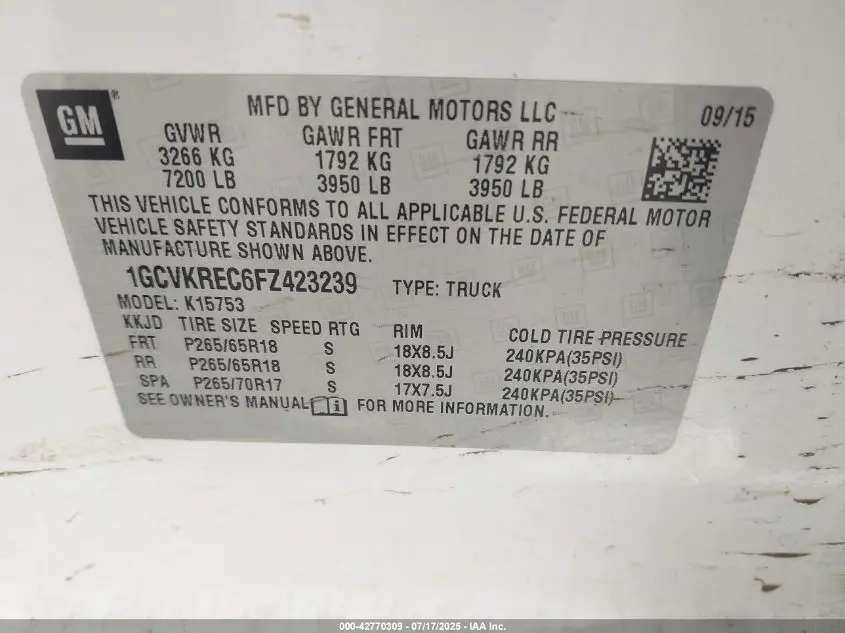 GM®
MFD BY GENERAL MOTORS LLC
09/15
GVWR GAWR FRT GAWR RR
3266 KG 1792 KG 1792 KG
7200 LB 3950 LB 3950 LB
THIS VEHICLE CONFORMS TO ALL APPLICABLE U.S. FEDERAL MOTOR
VEHICLE SAFETY STANDARDS IN EFFECT ON THE DATE OF
MANUFACTURE SHOWN ABOVE.
1GCVKREC6FZ423239 TYPE: TRUCK
MODEL: K15753
KKJD TIRE SIZE SPEED RTG RIM COLD TIRE PRESSURE
FRT P265/65R18 S 18X8.5J 240KPA(35PSI)
RR P265/65R18 S 18X8.5J 240KPA(35PSI)
SPA P265/70R17 S 17X7.5J 240KPA(35PSI)
SEE OWNER'S MANUAL i FOR MORE INFORMATION.
000-42770309 - 07/17/2025 - IAA Inc.